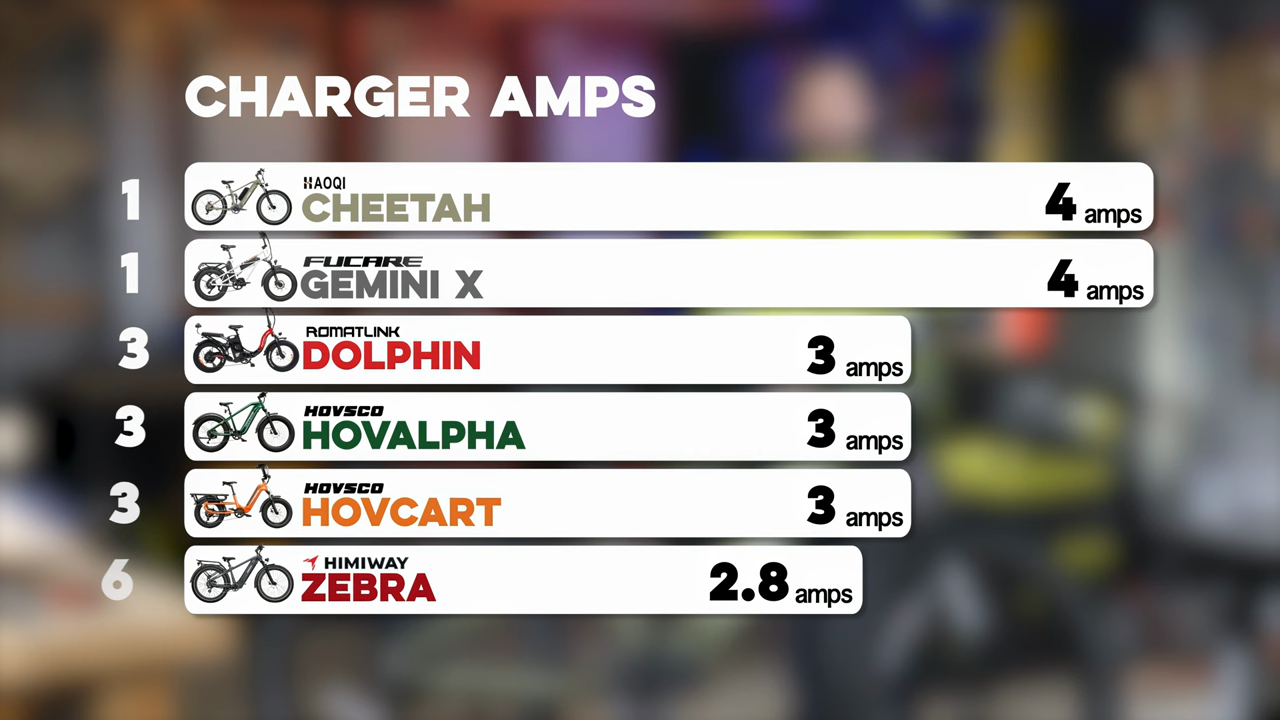 CHARGER AMPS
1 HAOQI CHEETAH 4 amps
1 FUCARE GEMINI X 4 amps
3 ROMATLINK DOLPHIN 3 amps
3 HOVSCO HOVALPHA 3 amps
3 HOVSCO HOVCART 3 amps
6 HIMIWAY ZEBRA 2.8 amps